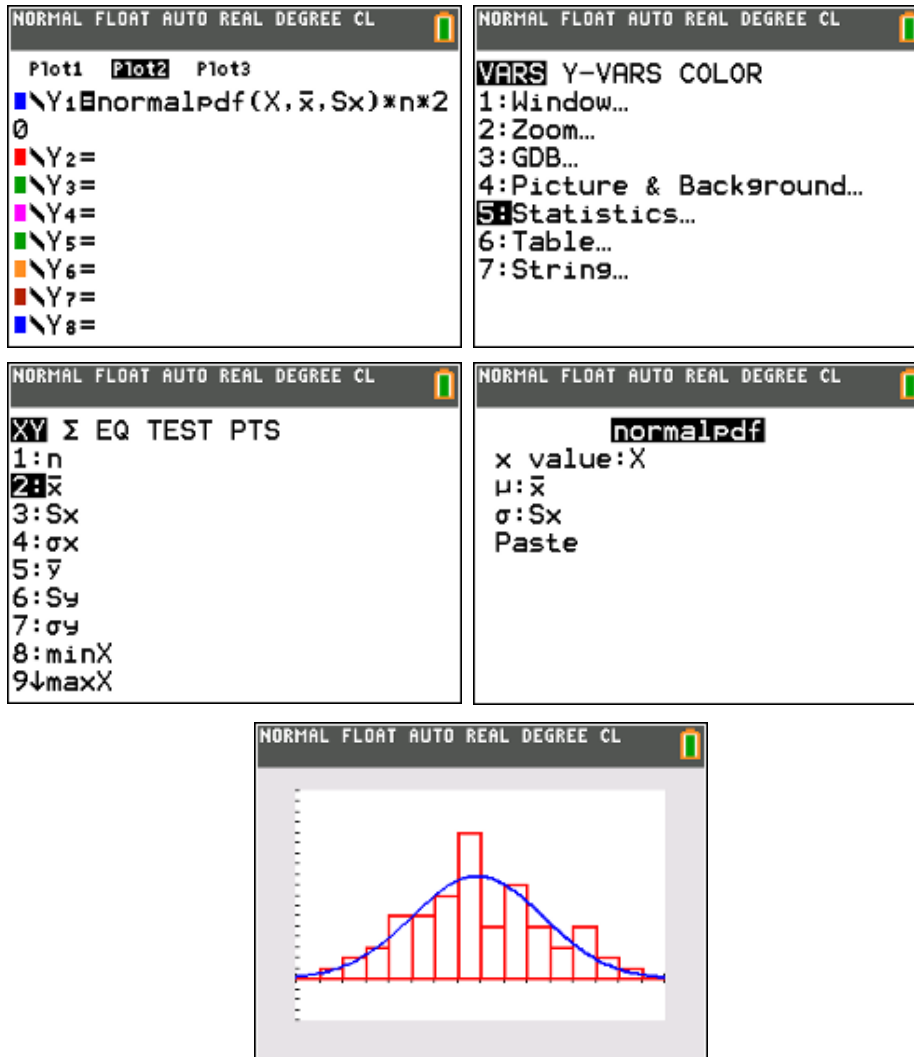 NORMAL FLOAT AUTO REAL DEGREE CL
Plot1 Plot2 Plot3
\Y1=normalpdf(X,x̄,Sx)*n*2
0
\Y2=
\Y3=
\Y4=
\Y5=
\Y6=
\Y7=
\Y8=
NORMAL FLOAT AUTO REAL DEGREE CL
VARS Y-VARS COLOR
1:Window…
2:Zoom…
3:GDB…
4:Picture & Background…
5:Statistics…
6:Table…
7:String…
NORMAL FLOAT AUTO REAL DEGREE CL
XY Σ EQ TEST PTS
1:n
2:x̄
3:Sx
4:σx
5:ȳ
6:Sy
7:σy
8:minX
9↓maxX
NORMAL FLOAT AUTO REAL DEGREE CL
normalpdf
x value:X
μ:x̄
σ:Sx
Paste
NORMAL FLOAT AUTO REAL DEGREE CL